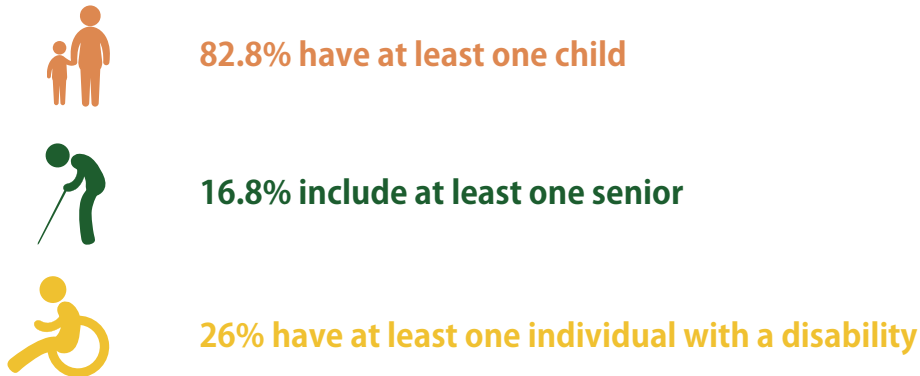 82.8% have at least one child
16.8% include at least one senior
26% have at least one individual with a disability